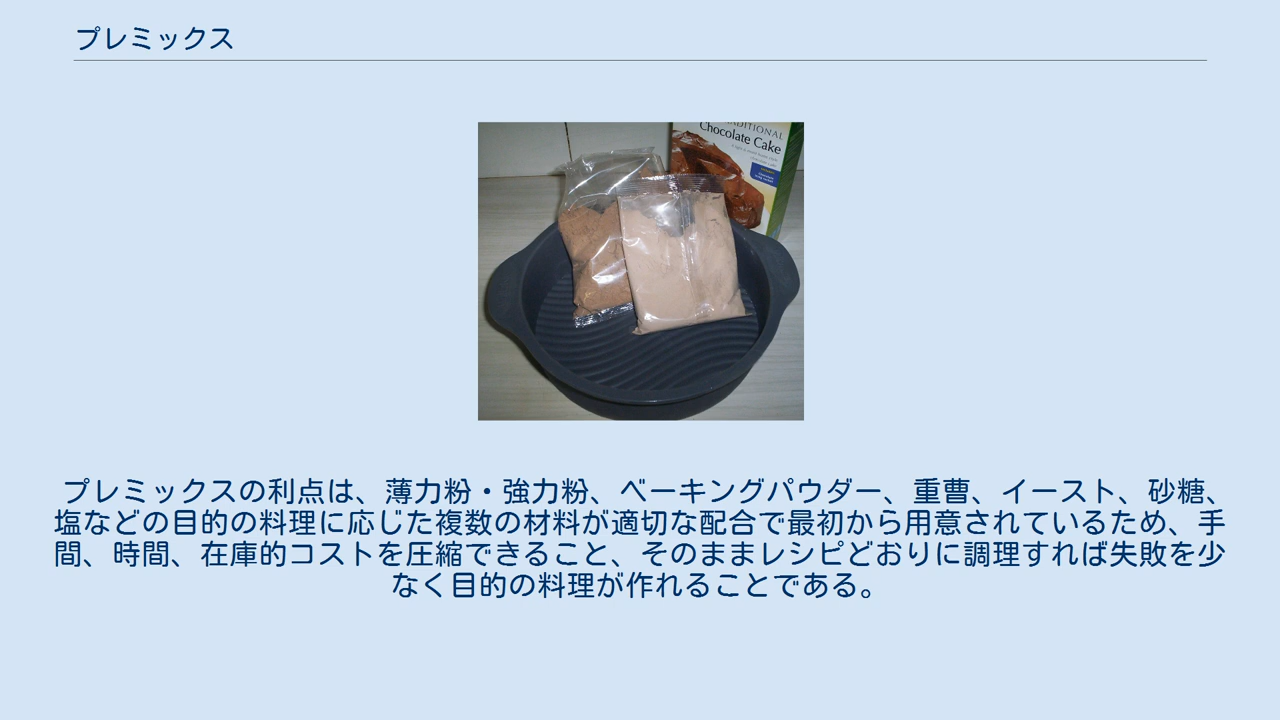 プレミックス
TRADITIONAL
Chocolate Cake
プレミックスの利点は、薄力粉・強力粉、ベーキングパウダー、重曹、イースト、砂糖、
塩などの目的の料理に応じた複数の材料が適切な配合で最初から用意されているため、手
間、時間、在庫的コストを圧縮できること、そのままレシピどおりに調理すれば失敗を少
なく目的の料理が作れることである。